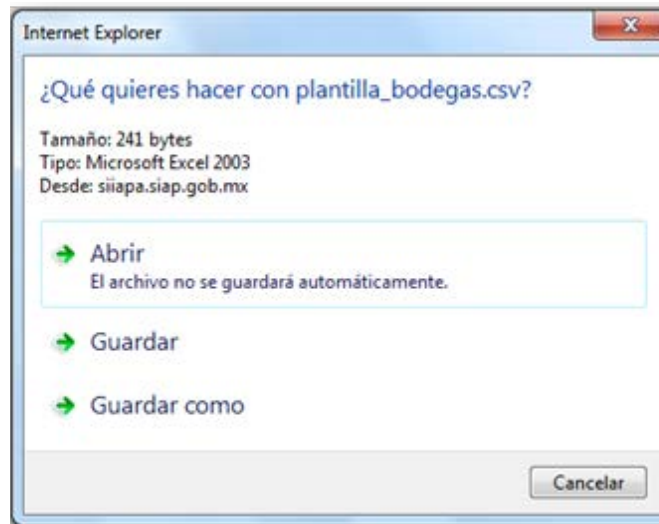 Internet Explorer
¿Qué quieres hacer con plantilla_bodegas.csv?
Tamaño: 241 bytes
Tipo: Microsoft Excel 2003
Desde: siiapa.siap.gob.mx
Abrir
El archivo no se guardará automáticamente.
Guardar
Guardar como
Cancelar